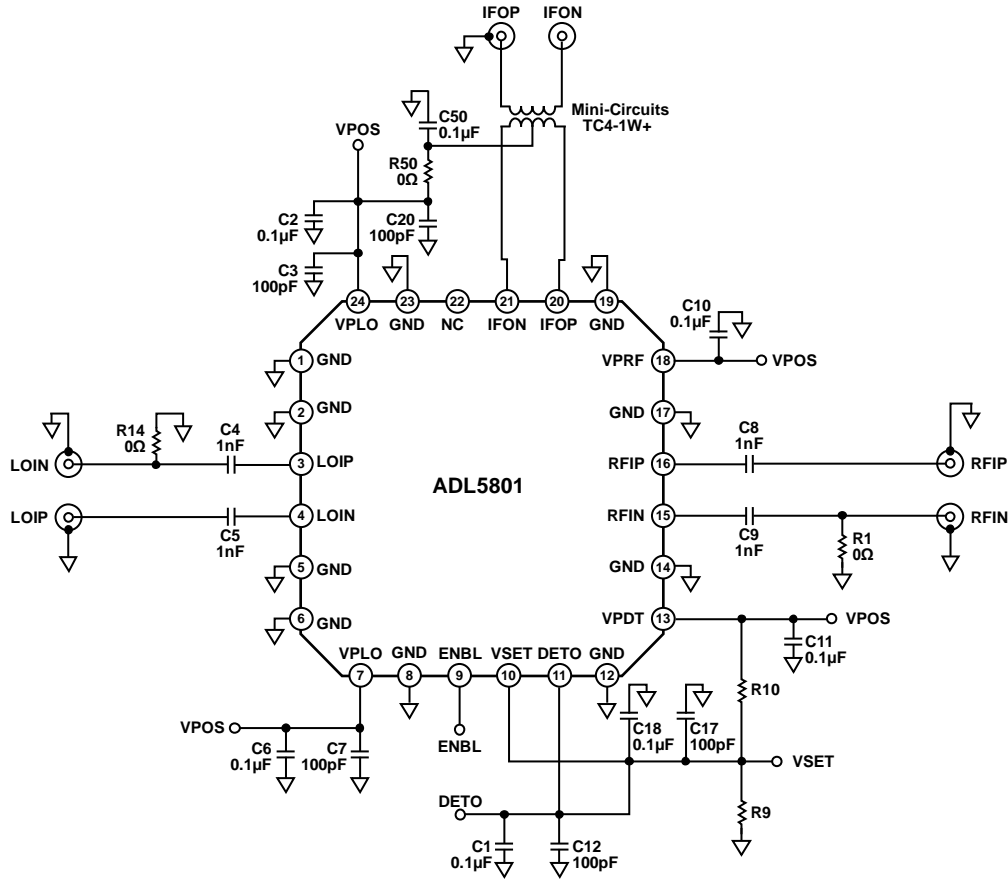 IFOP IFON
Mini-Circuits
TC4-1W+
C50
0.1µF
VPOS
R50
0Ω
C2
0.1µF
C20
100pF
C3
100pF
24 23 22 21 20 19
VPLO GND NC IFON IFOP GND
C10
0.1µF
1 GND
VPRF 18
VPOS
2 GND
GND 17
R14
0Ω
C4
1nF
C8
1nF
LOIN
3 LOIP
RFIP 16
RFIP
ADL5801
LOIP
4 LOIN
RFIN 15
RFIN
C5
1nF
C9
1nF
R1
0Ω
5 GND
GND 14
6 GND
VPDT 13
VPOS
C11
0.1µF
VPLO GND ENBL VSET DETO GND
7 8 9 10 11 12
R10
VPOS
C6
0.1µF
C7
100pF
ENBL
C18
0.1µF
C17
100pF
VSET
DETO
R9
C1
0.1µF
C12
100pF